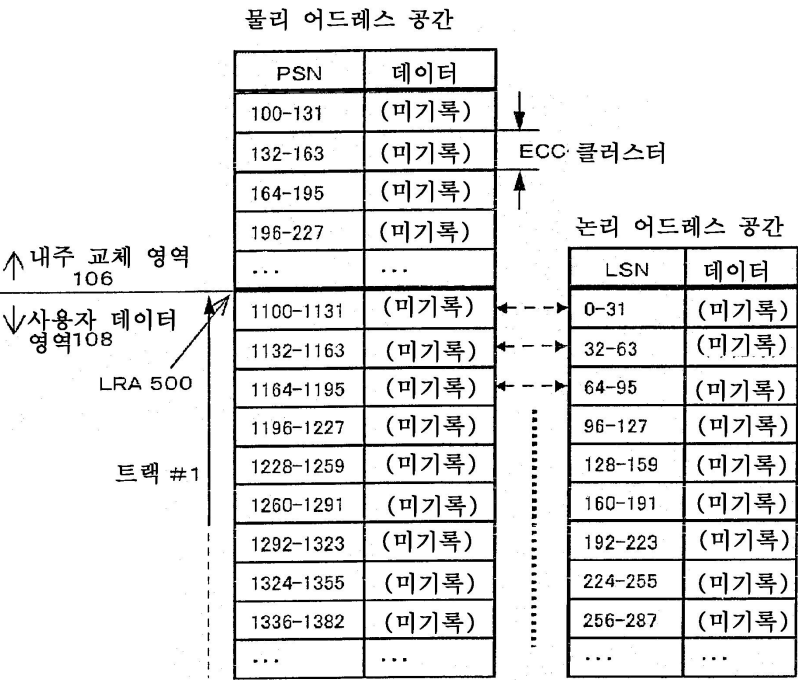 물리 어드레스 공간
PSN 데이터
100-131 (미기록)
132-163 (미기록)
164-195 (미기록)
196-227 (미기록)
... ...
1100-1131 (미기록)
1132-1163 (미기록)
1164-1195 (미기록)
1196-1227 (미기록)
1228-1259 (미기록)
1260-1291 (미기록)
1292-1323 (미기록)
1324-1355 (미기록)
1336-1382 (미기록)
... ...
ECC 클러스터
내주 교체 영역
106
사용자 데이터
영역108
LRA 500
트랙 #1
논리 어드레스 공간
LSN 데이터
0-31 (미기록)
32-63 (미기록)
64-95 (미기록)
96-127 (미기록)
128-159 (미기록)
160-191 (미기록)
192-223 (미기록)
224-255 (미기록)
256-287 (미기록)
... ...